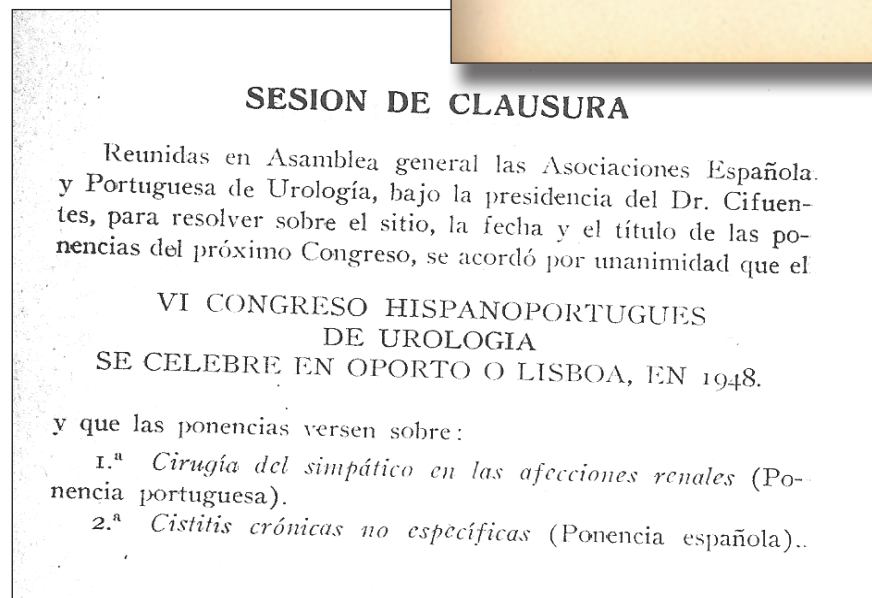 SESION DE CLAUSURA
Reunidas en Asamblea general las Asociaciones Española
y Portuguesa de Urología, bajo la presidencia del Dr. Cifuen-
tes, para resolver sobre el sitio, la fecha y el título de las po-
nencias del próximo Congreso, se acordó por unanimidad que el
VI CONGRESO HISPANOPORTUGUES
DE UROLOGIA
SE CELEBRE EN OPORTO O LISBOA, EN 1948.
y que las ponencias versen sobre:
1.ª Cirugía del simpático en las afecciones renales (Po-
nencia portuguesa).
2.ª Cistitis crónicas no específicas (Ponencia española)..